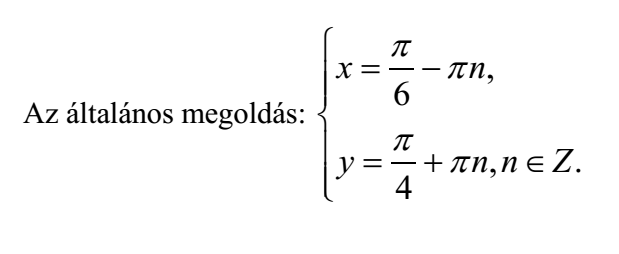 x = π/6 − πn,
Az általános megoldás:
y = π/4 + πn, n ∈ Z.